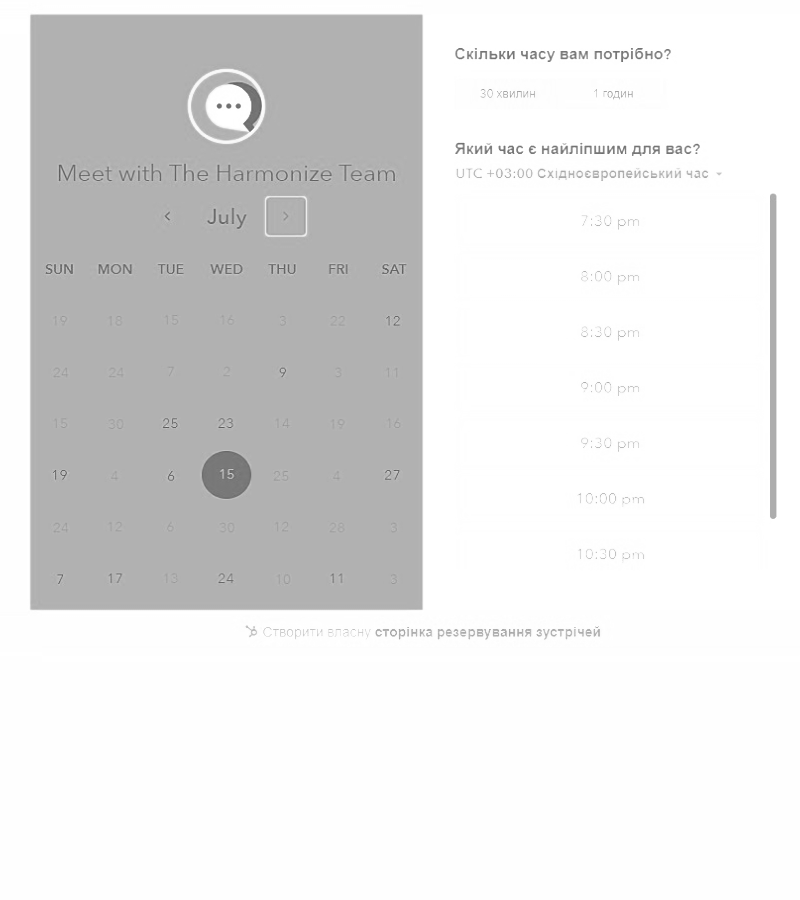 Meet with The Harmonize Team
July
SUN MON TUE WED THU FRI SAT
19 18 15 16 3 22 12
24 24 7 2 9 3 11
15 30 25 23 14 19 16
19 4 6 15 25 4 27
24 12 6 30 12 28 3
7 17 13 24 10 11 3
Скільки часу вам потрібно?
30 хвилин 1 годин
Який час є найліпшим для вас?
UTC +03:00 Східноєвропейський час
7:30 pm
8:00 pm
8:30 pm
9:00 pm
9:30 pm
10:00 pm
10:30 pm
Створити власну сторінка резервування зустрічей